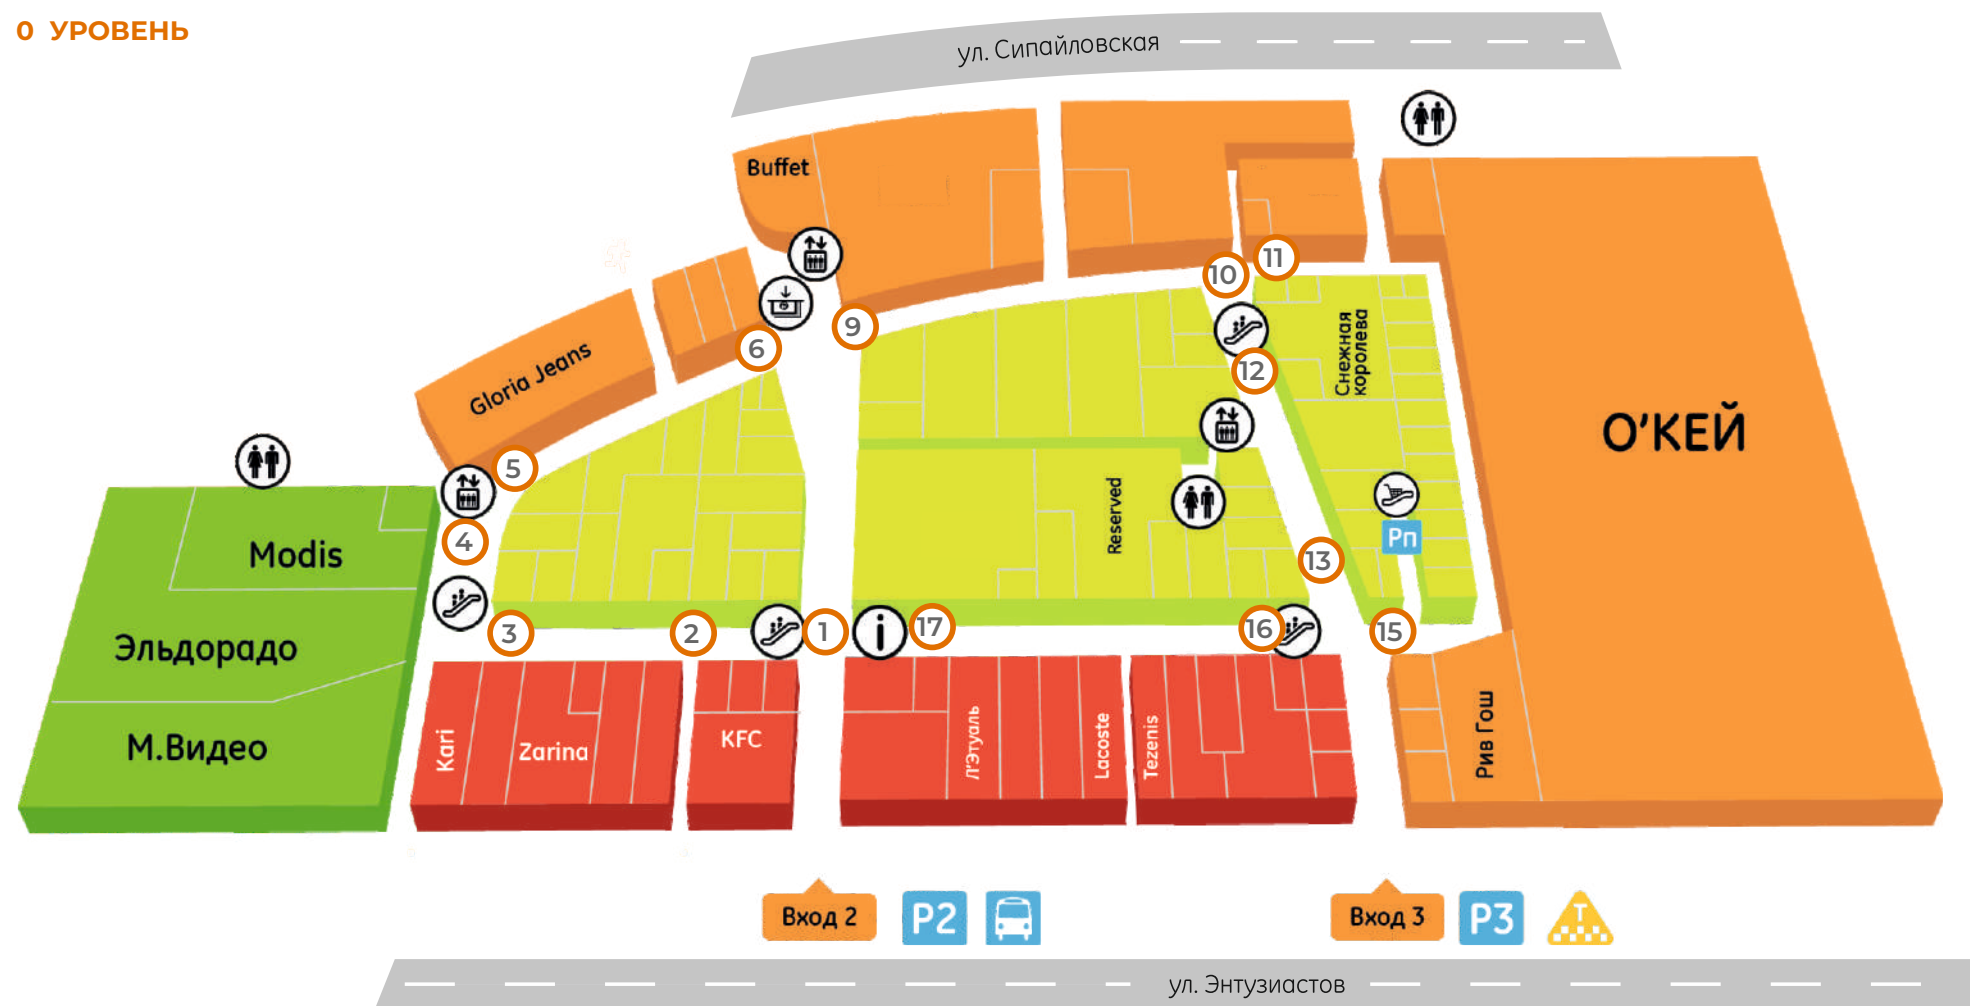 0 УРОВЕНЬ
ул. Сипайловская
Buffet
11
10
9
6
Gloria Jeans
12
Снежная
королева
О'КЕЙ
5
4
Modis
Reserved
Pп
13
3
2
1
i
17
16
15
Эльдорадо
М.Видео
Kari
Zarina
KFC
Л'Этуаль
Lacoste
Tezenis
Рив Гош
Вход 2
P2
Вход 3
P3
T
ул. Энтузиастов